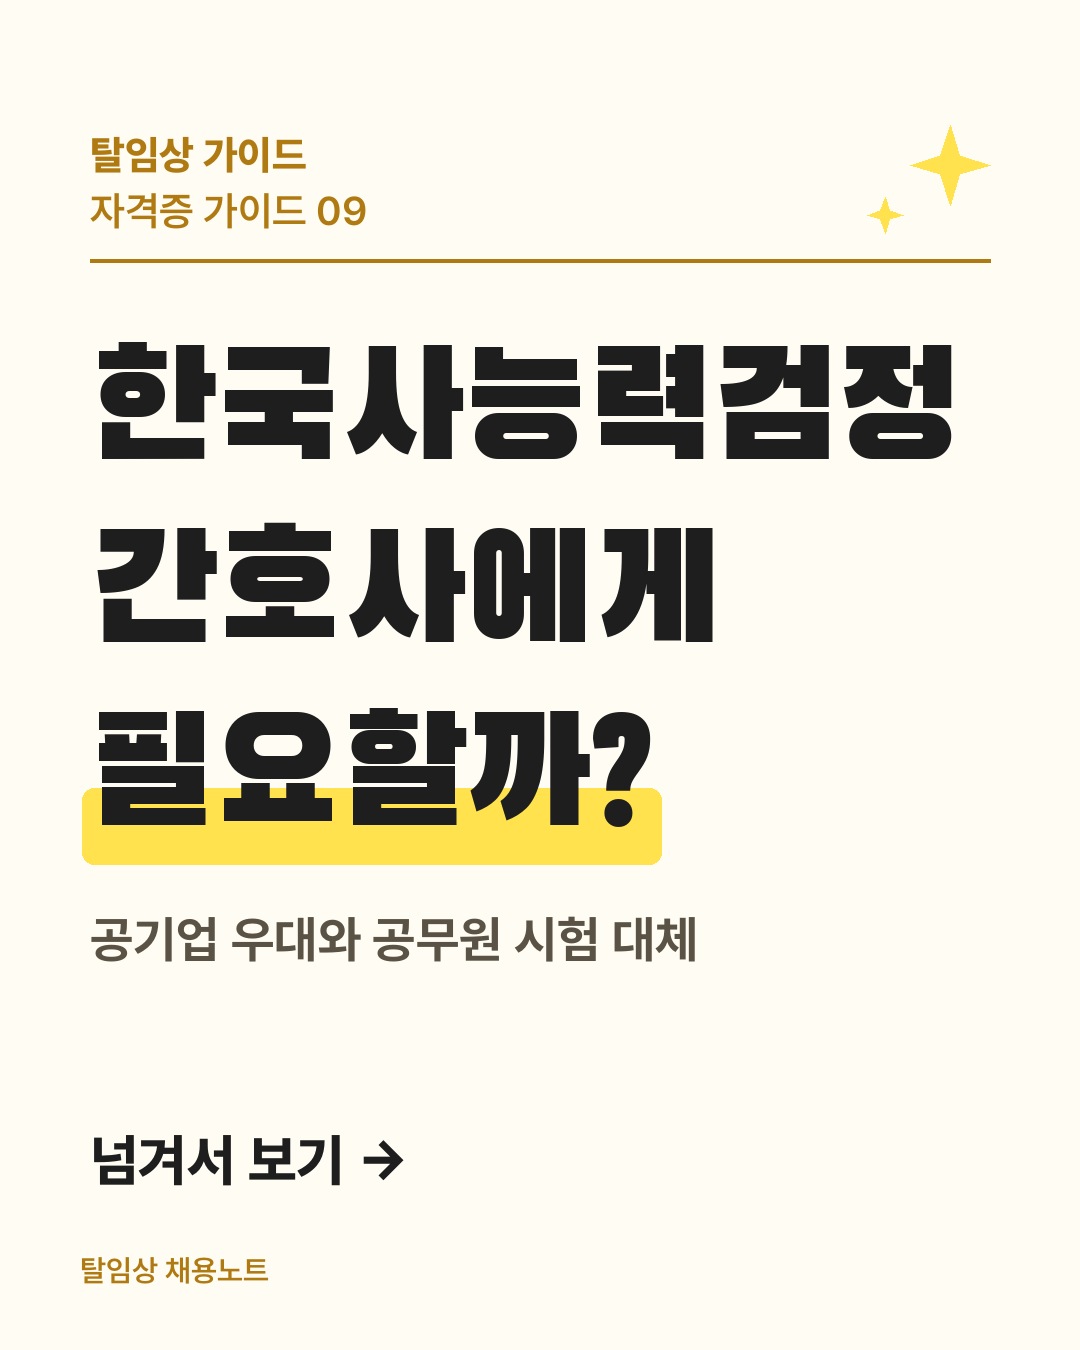 탈임상 가이드
자격증 가이드 09
한국사능력검정
간호사에게
필요할까?
공기업 우대와 공무원 시험 대체
넘겨서 보기 →
탈임상 채용노트